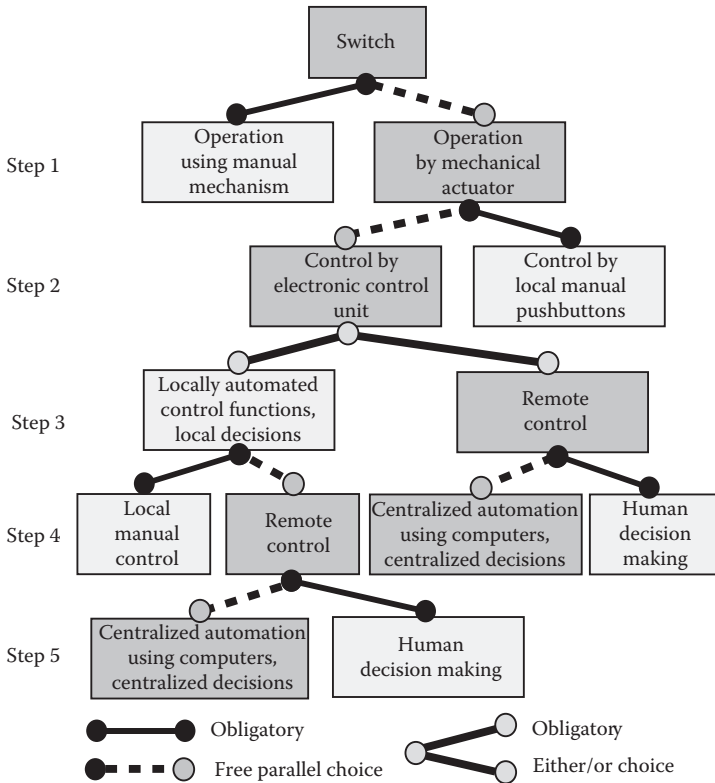 Switch
Step 1
Operation
using manual
mechanism
Operation
by mechanical
actuator
Step 2
Control by
electronic control
unit
Control by
local manual
pushbuttons
Step 3
Locally automated
control functions,
local decisions
Remote
control
Step 4
Local
manual
control
Remote
control
Centralized automation
using computers,
centralized decisions
Human
decision
making
Step 5
Centralized automation
using computers,
centralized decisions
Human
decision making
Obligatory
Free parallel choice
Obligatory
Either/or choice